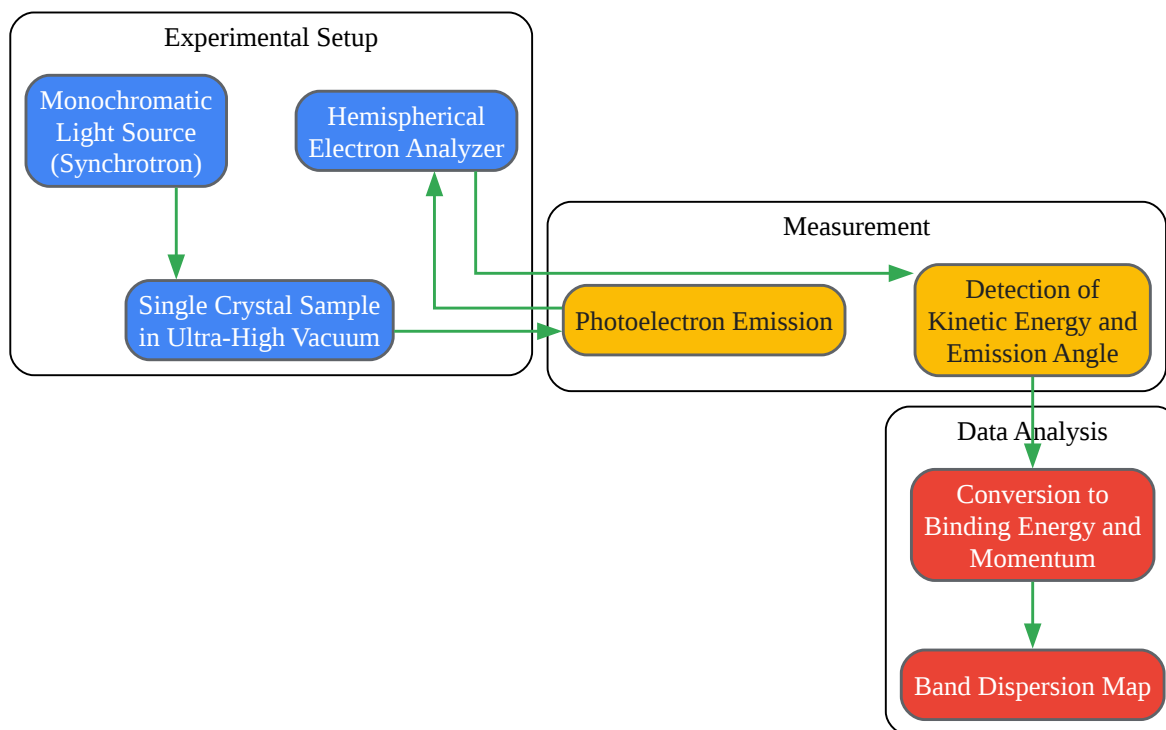 Experimental Setup
Monochromatic
Light Source
(Synchrotron)
Hemispherical
Electron Analyzer
Single Crystal Sample
in Ultra-High Vacuum
Measurement
Photoelectron Emission
Detection of
Kinetic Energy and
Emission Angle
Data Analysis
Conversion to
Binding Energy and
Momentum
Band Dispersion Map